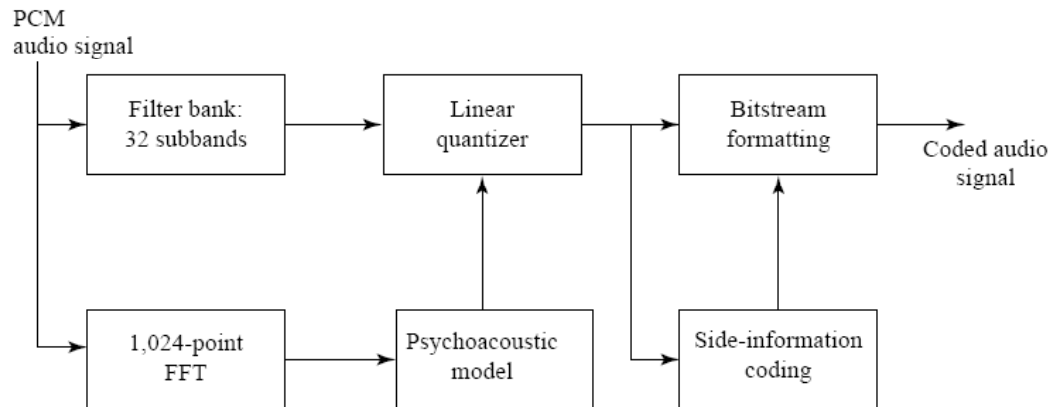 PCM
audio signal
Filter bank:
32 subbands
Linear
quantizer
Bitstream
formatting
Coded audio
signal
1,024-point
FFT
Psychoacoustic
model
Side-information
coding